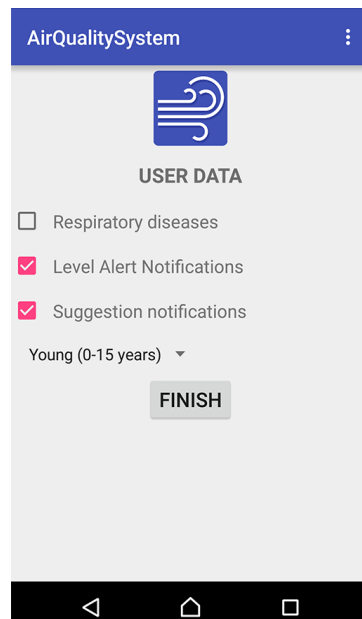 AirQualitySystem
USER DATA
Respiratory diseases
Level Alert Notifications
Suggestion notifications
Young (0-15 years)
FINISH